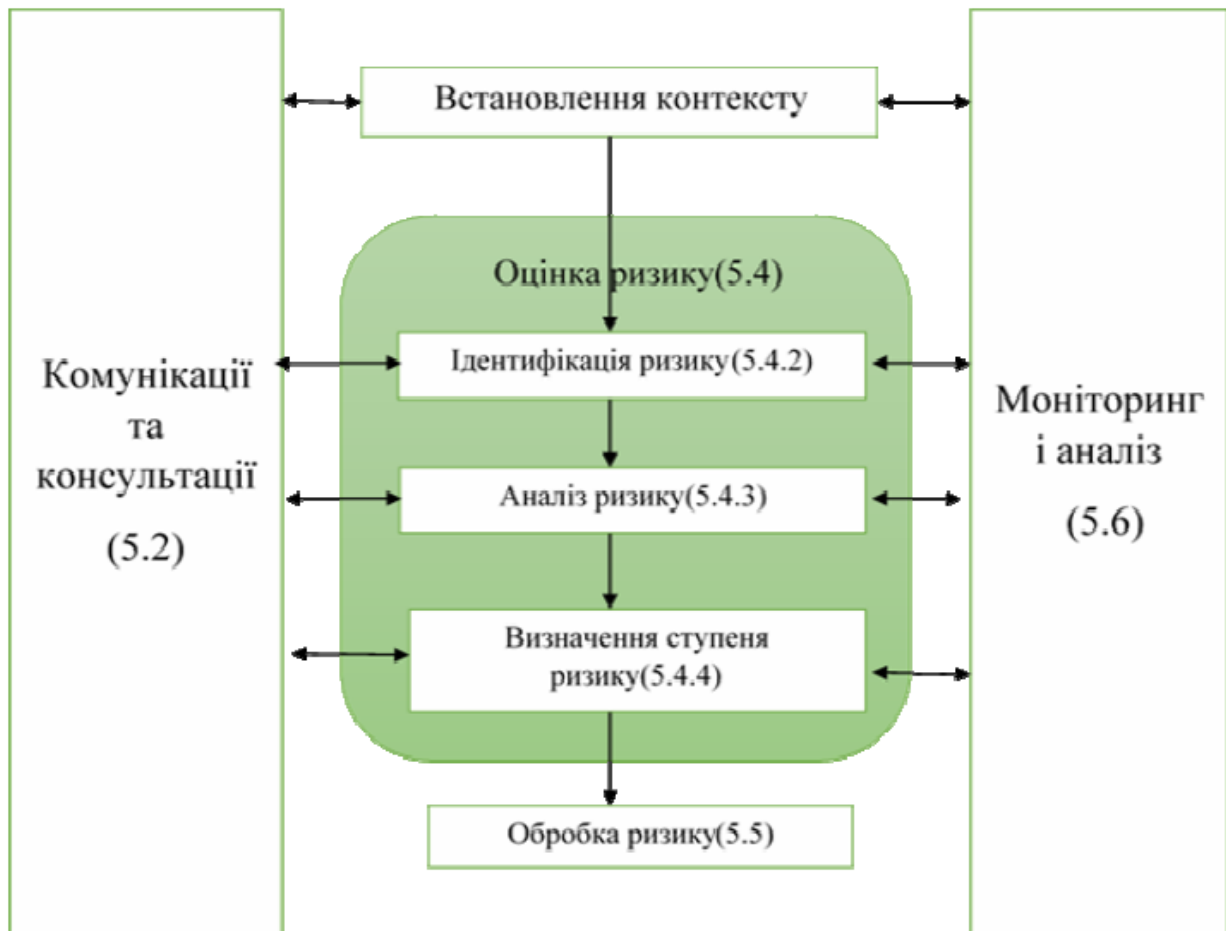 Встановлення контексту
Оцінка ризику(5.4)
Ідентифікація ризику(5.4.2)
Комунікації
та
консультації
(5.2)
Моніторинг
і аналіз
(5.6)
Аналіз ризику(5.4.3)
Визначення ступеня
ризику(5.4.4)
Обробка ризику(5.5)